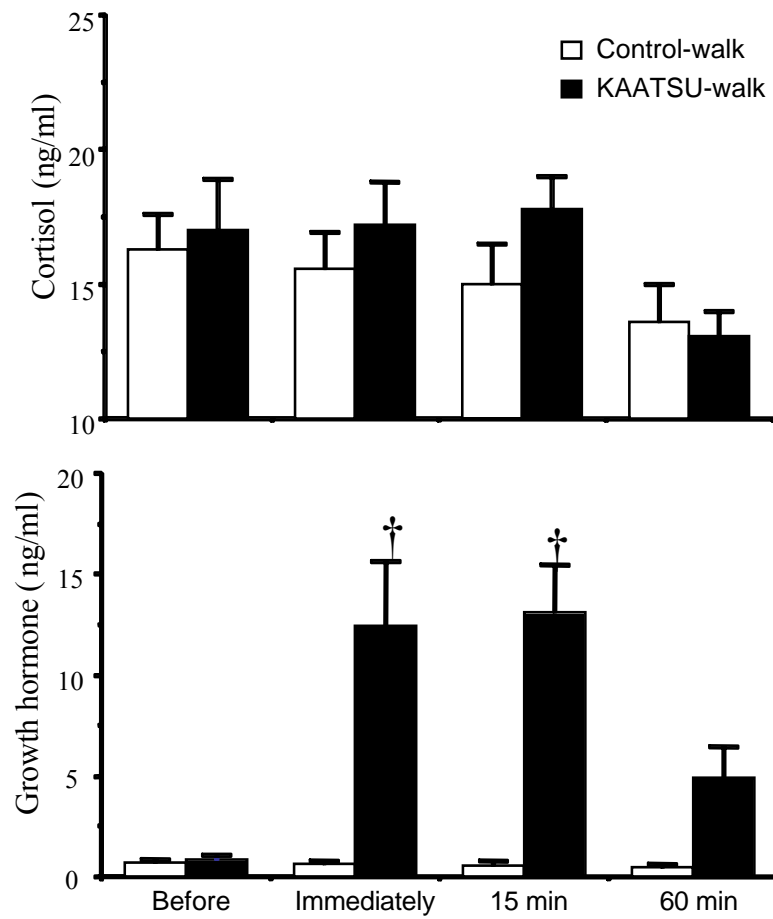 25
Control-walk
KAATSU-walk
20
15
10
Cortisol (ng/ml)
20
† †
15
10
5
0
Growth hormone (ng/ml)
Before Immediately 15 min 60 min